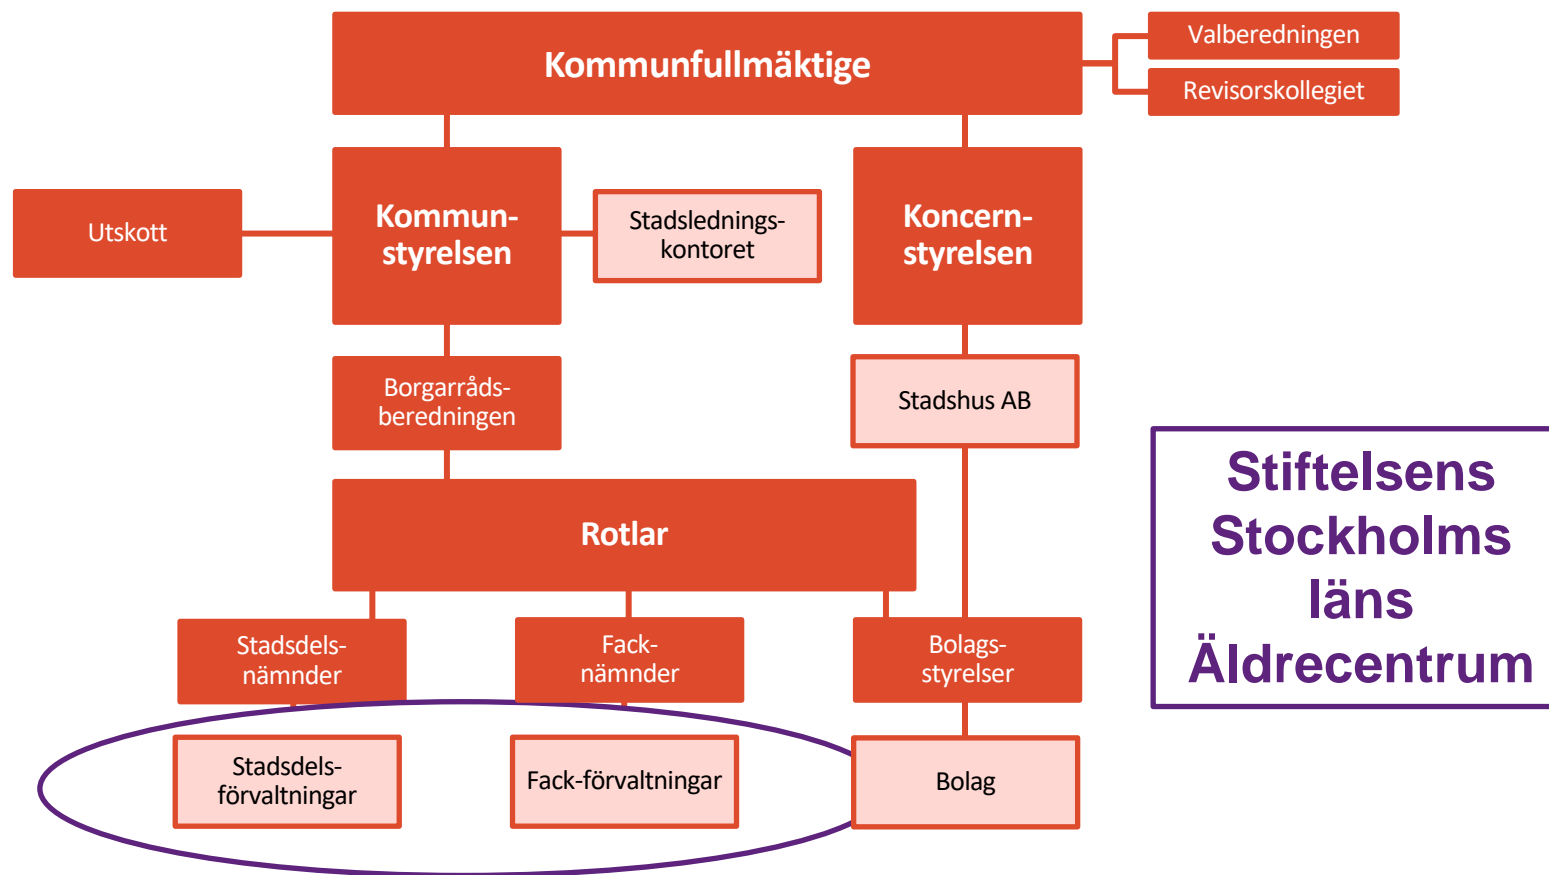 Kommunfullmäktige
Valberedningen
Revisorskollegiet
Utskott
Kommun-
styrelsen
Stadslednings-
kontoret
Koncern-
styrelsen
Borgarråds-
beredningen
Stadshus AB
Rotlar
Stiftelsens
Stockholms
läns
Äldrecentrum
Stadsdels-
nämnder
Fack-
nämnder
Bolags-
styrelser
Stadsdels-
förvaltningar
Fack-förvaltningar
Bolag